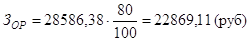 З_ОР = 28586,38 · 80/100 = 22869,11 (руб)